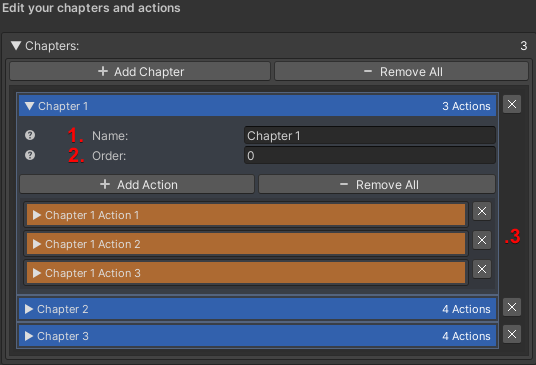 Edit your chapters and actions
▼ Chapters: 3
+ Add Chapter − Remove All
▼ Chapter 1 3 Actions ×
? 1. Name: Chapter 1
? 2. Order: 0
+ Add Action − Remove All
▶ Chapter 1 Action 1 ×
▶ Chapter 1 Action 2 × .3
▶ Chapter 1 Action 3 ×
▶ Chapter 2 4 Actions ×
▶ Chapter 3 4 Actions ×